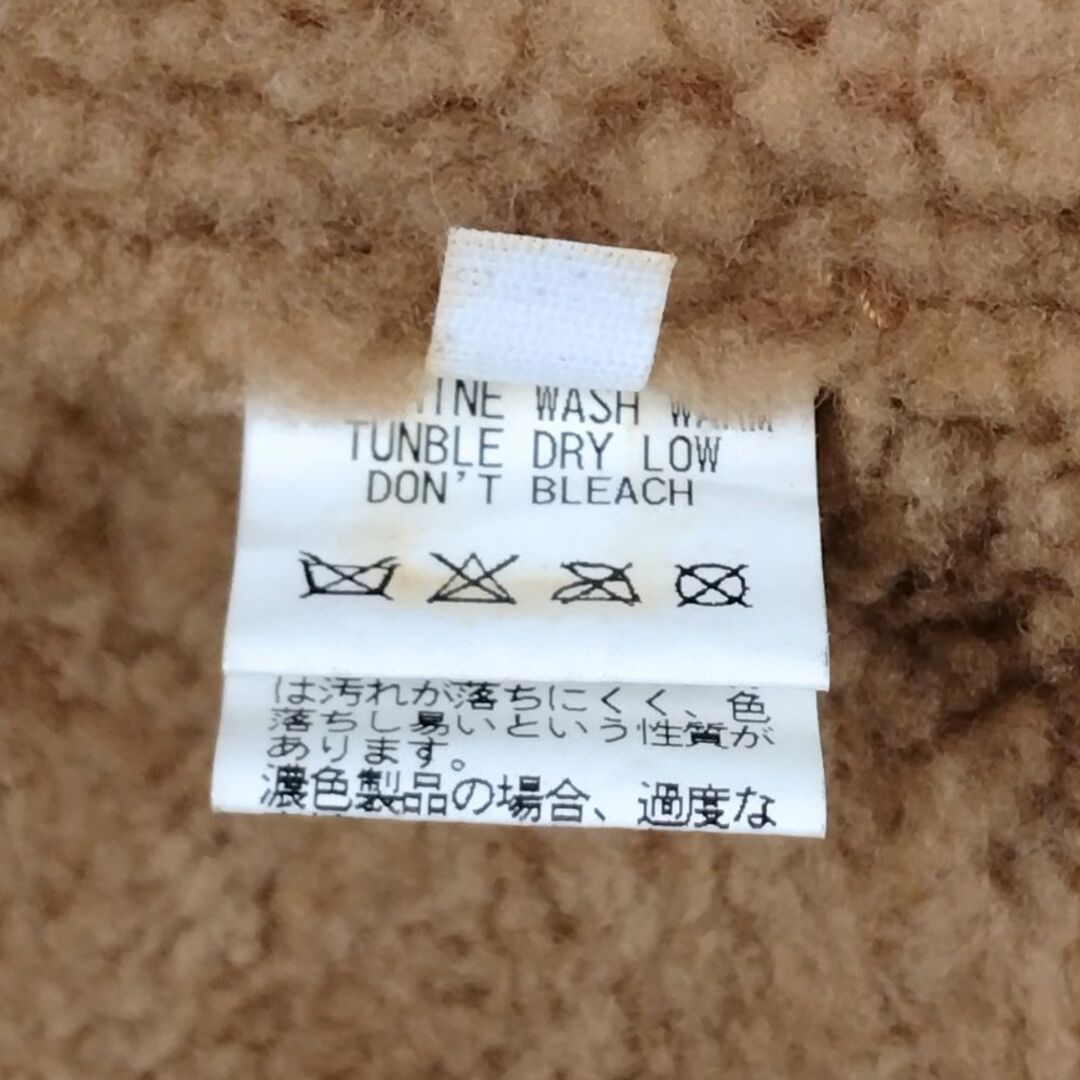 WASH WARM
TUNBLE DRY LOW
DON'T BLEACH
は汚れが落ちにくく、色
落ちし易いという性質が
あります。
濃色製品の場合、過度な